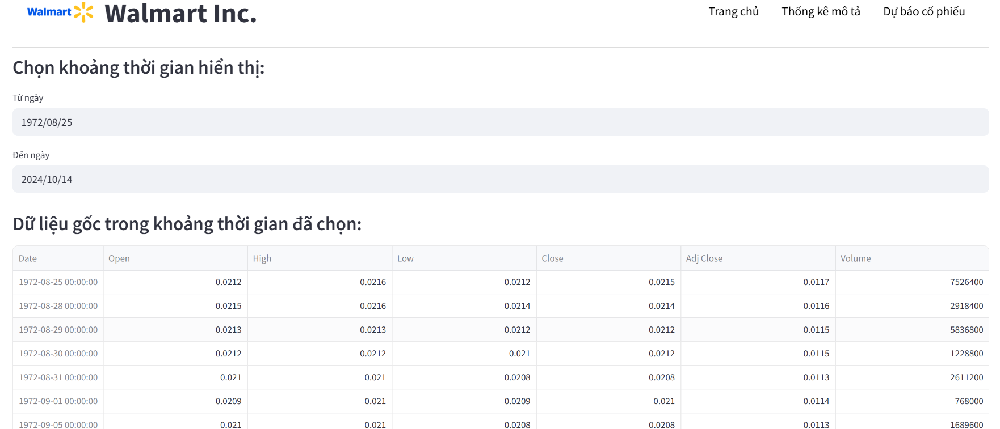 Walmart Walmart Inc. Trang chủ Thống kê mô tả Dự báo cổ phiếu
Chọn khoảng thời gian hiển thị:
Từ ngày
1972/08/25
Đến ngày
2024/10/14
Dữ liệu gốc trong khoảng thời gian đã chọn:
Date Open High Low Close Adj Close Volume
1972-08-25 00:00:00 0.0212 0.0216 0.0212 0.0215 0.0117 7526400
1972-08-28 00:00:00 0.0215 0.0216 0.0214 0.0214 0.0116 2918400
1972-08-29 00:00:00 0.0213 0.0213 0.0212 0.0212 0.0115 5836800
1972-08-30 00:00:00 0.0212 0.0212 0.021 0.0212 0.0115 1228800
1972-08-31 00:00:00 0.021 0.021 0.0208 0.0208 0.0113 2611200
1972-09-01 00:00:00 0.0209 0.021 0.0209 0.021 0.0114 768000
1972-09-05 00:00:00 0.021 0.021 0.0208 0.0208 0.0113 1689600